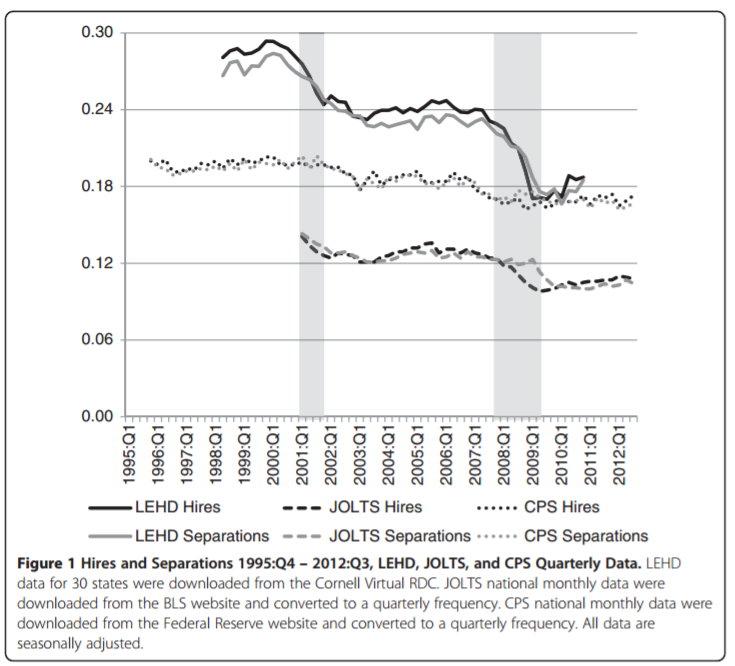 0.30
0.24
0.18
0.12
0.06
0.00
1995:Q1
1996:Q1
1997:Q1
1998:Q1
1999:Q1
2000:Q1
2001:Q1
2002:Q1
2003:Q1
2004:Q1
2005:Q1
2006:Q1
2007:Q1
2008:Q1
2009:Q1
2010:Q1
2011:Q1
2012:Q1
LEHD Hires JOLTS Hires CPS Hires
LEHD Separations JOLTS Separations CPS Separations
Figure 1 Hires and Separations 1995:Q4 – 2012:Q3, LEHD, JOLTS, and CPS Quarterly Data. LEHD
data for 30 states were downloaded from the Cornell Virtual RDC. JOLTS national monthly data were
downloaded from the BLS website and converted to a quarterly frequency. CPS national monthly data were
downloaded from the Federal Reserve website and converted to a quarterly frequency. All data are
seasonally adjusted.